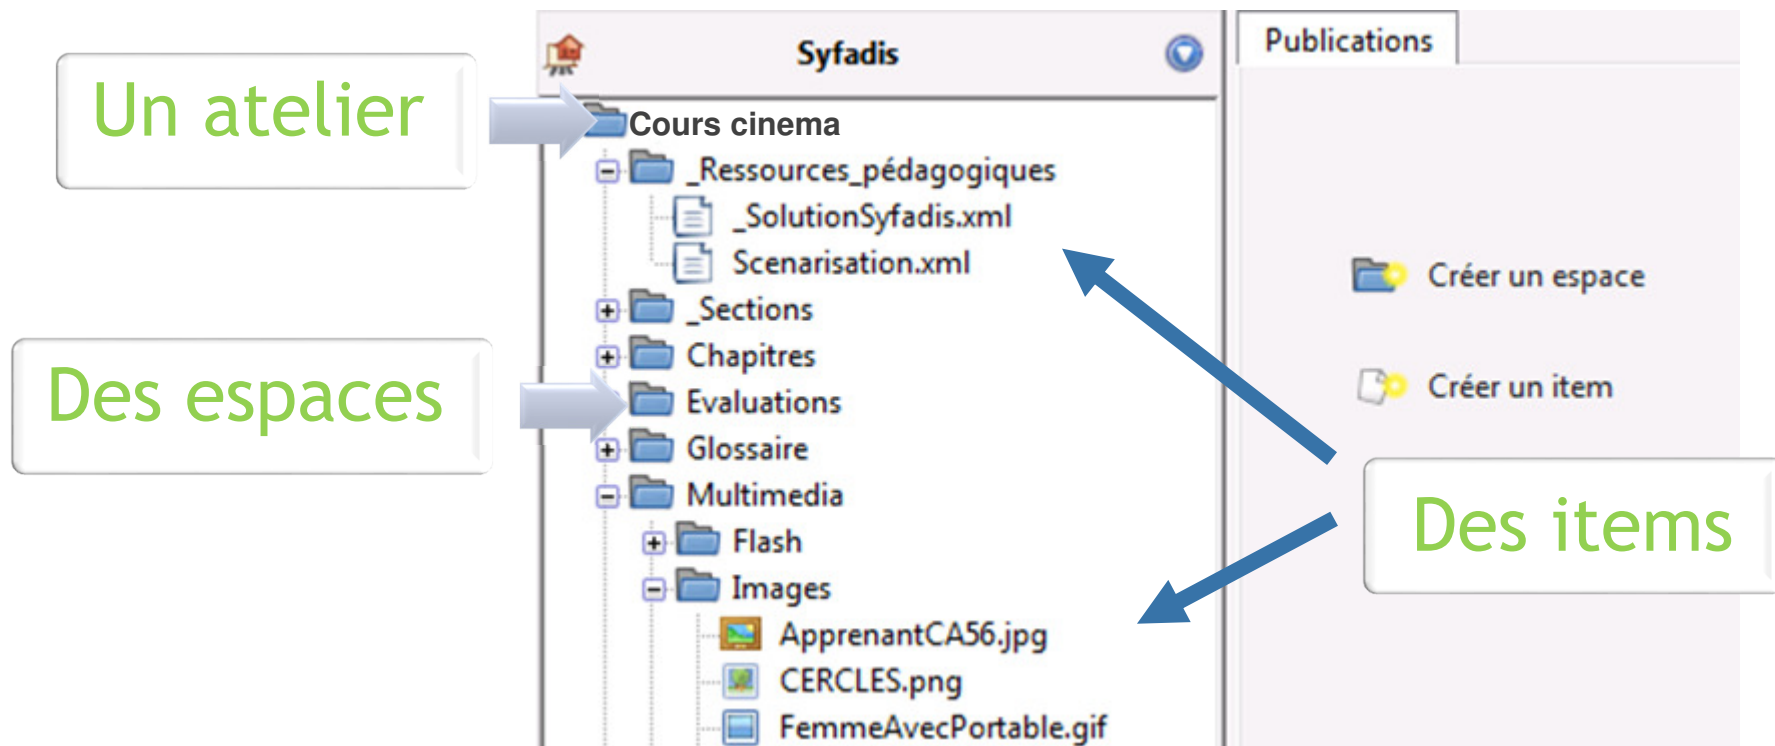 Syfadis
Publications
Un atelier
Cours cinema
_Ressources_pédagogiques
_SolutionSyfadis.xml
Scenarisation.xml
_Sections
Chapitres
Des espaces
Evaluations
Glossaire
Multimedia
Flash
Images
ApprenantCA56.jpg
CERCLES.png
FemmeAvecPortable.gif
Créer un espace
Créer un item
Des items